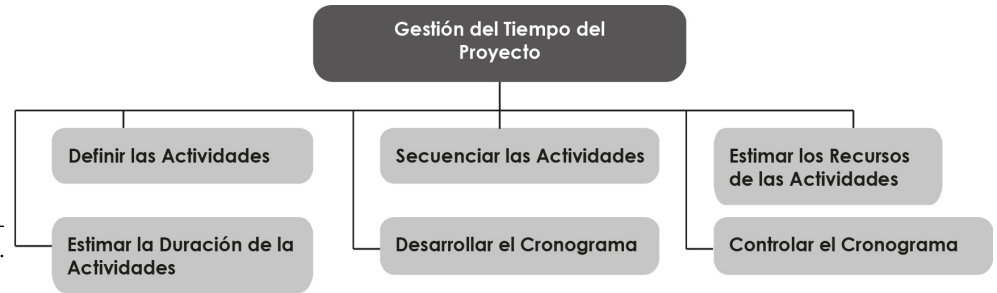 Gestión del Tiempo del
Proyecto
Definir las Actividades
Secuenciar las Actividades
Estimar los Recursos
de las Actividades
Estimar la Duración de la
Actividades
Desarrollar el Cronograma
Controlar el Cronograma